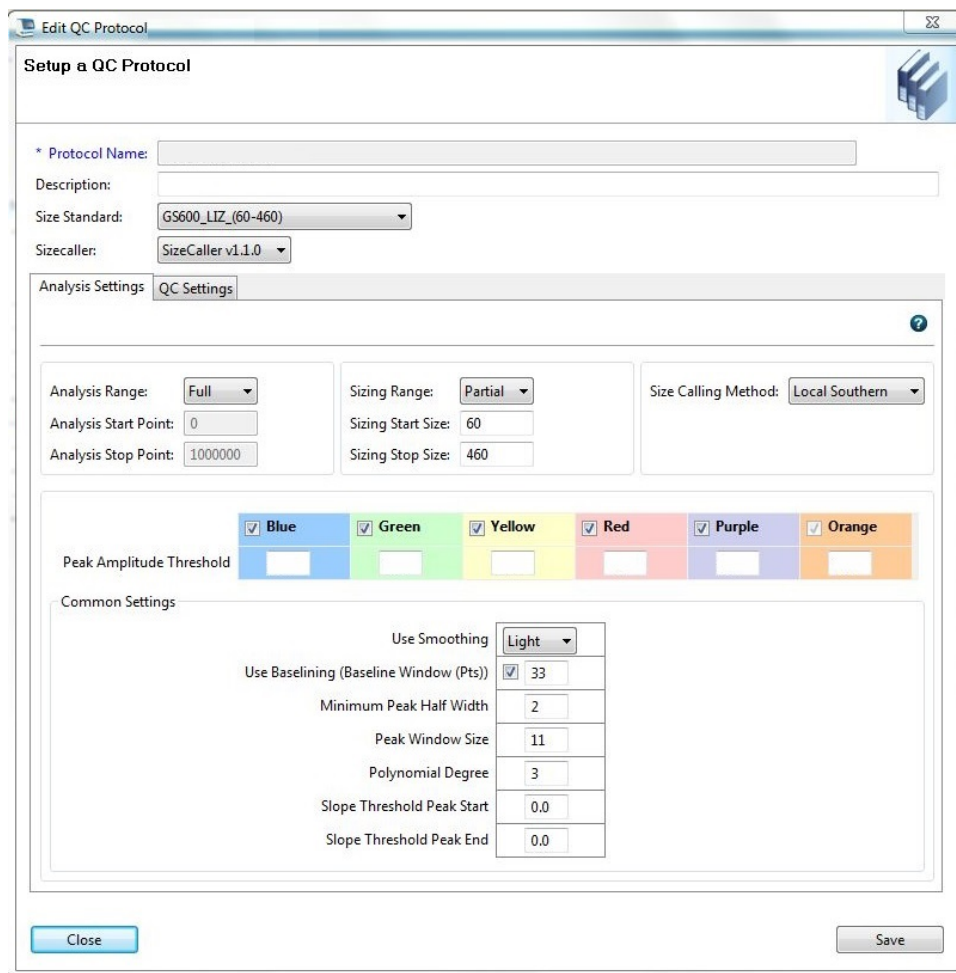 Edit QC Protocol
Setup a QC Protocol
* Protocol Name:
Description:
Size Standard: GS600_LIZ_(60-460)
Sizecaller: SizeCaller v1.1.0
Analysis Settings QC Settings
?
Analysis Range: Full Sizing Range: Partial Size Calling Method: Local Southern
Analysis Start Point: 0 Sizing Start Size: 60
Analysis Stop Point: 1000000 Sizing Stop Size: 460
Blue Green Yellow Red Purple Orange
Peak Amplitude Threshold
Common Settings
Use Smoothing Light
Use Baselining (Baseline Window (Pts)) 33
Minimum Peak Half Width 2
Peak Window Size 11
Polynomial Degree 3
Slope Threshold Peak Start 0.0
Slope Threshold Peak End 0.0
Close Save